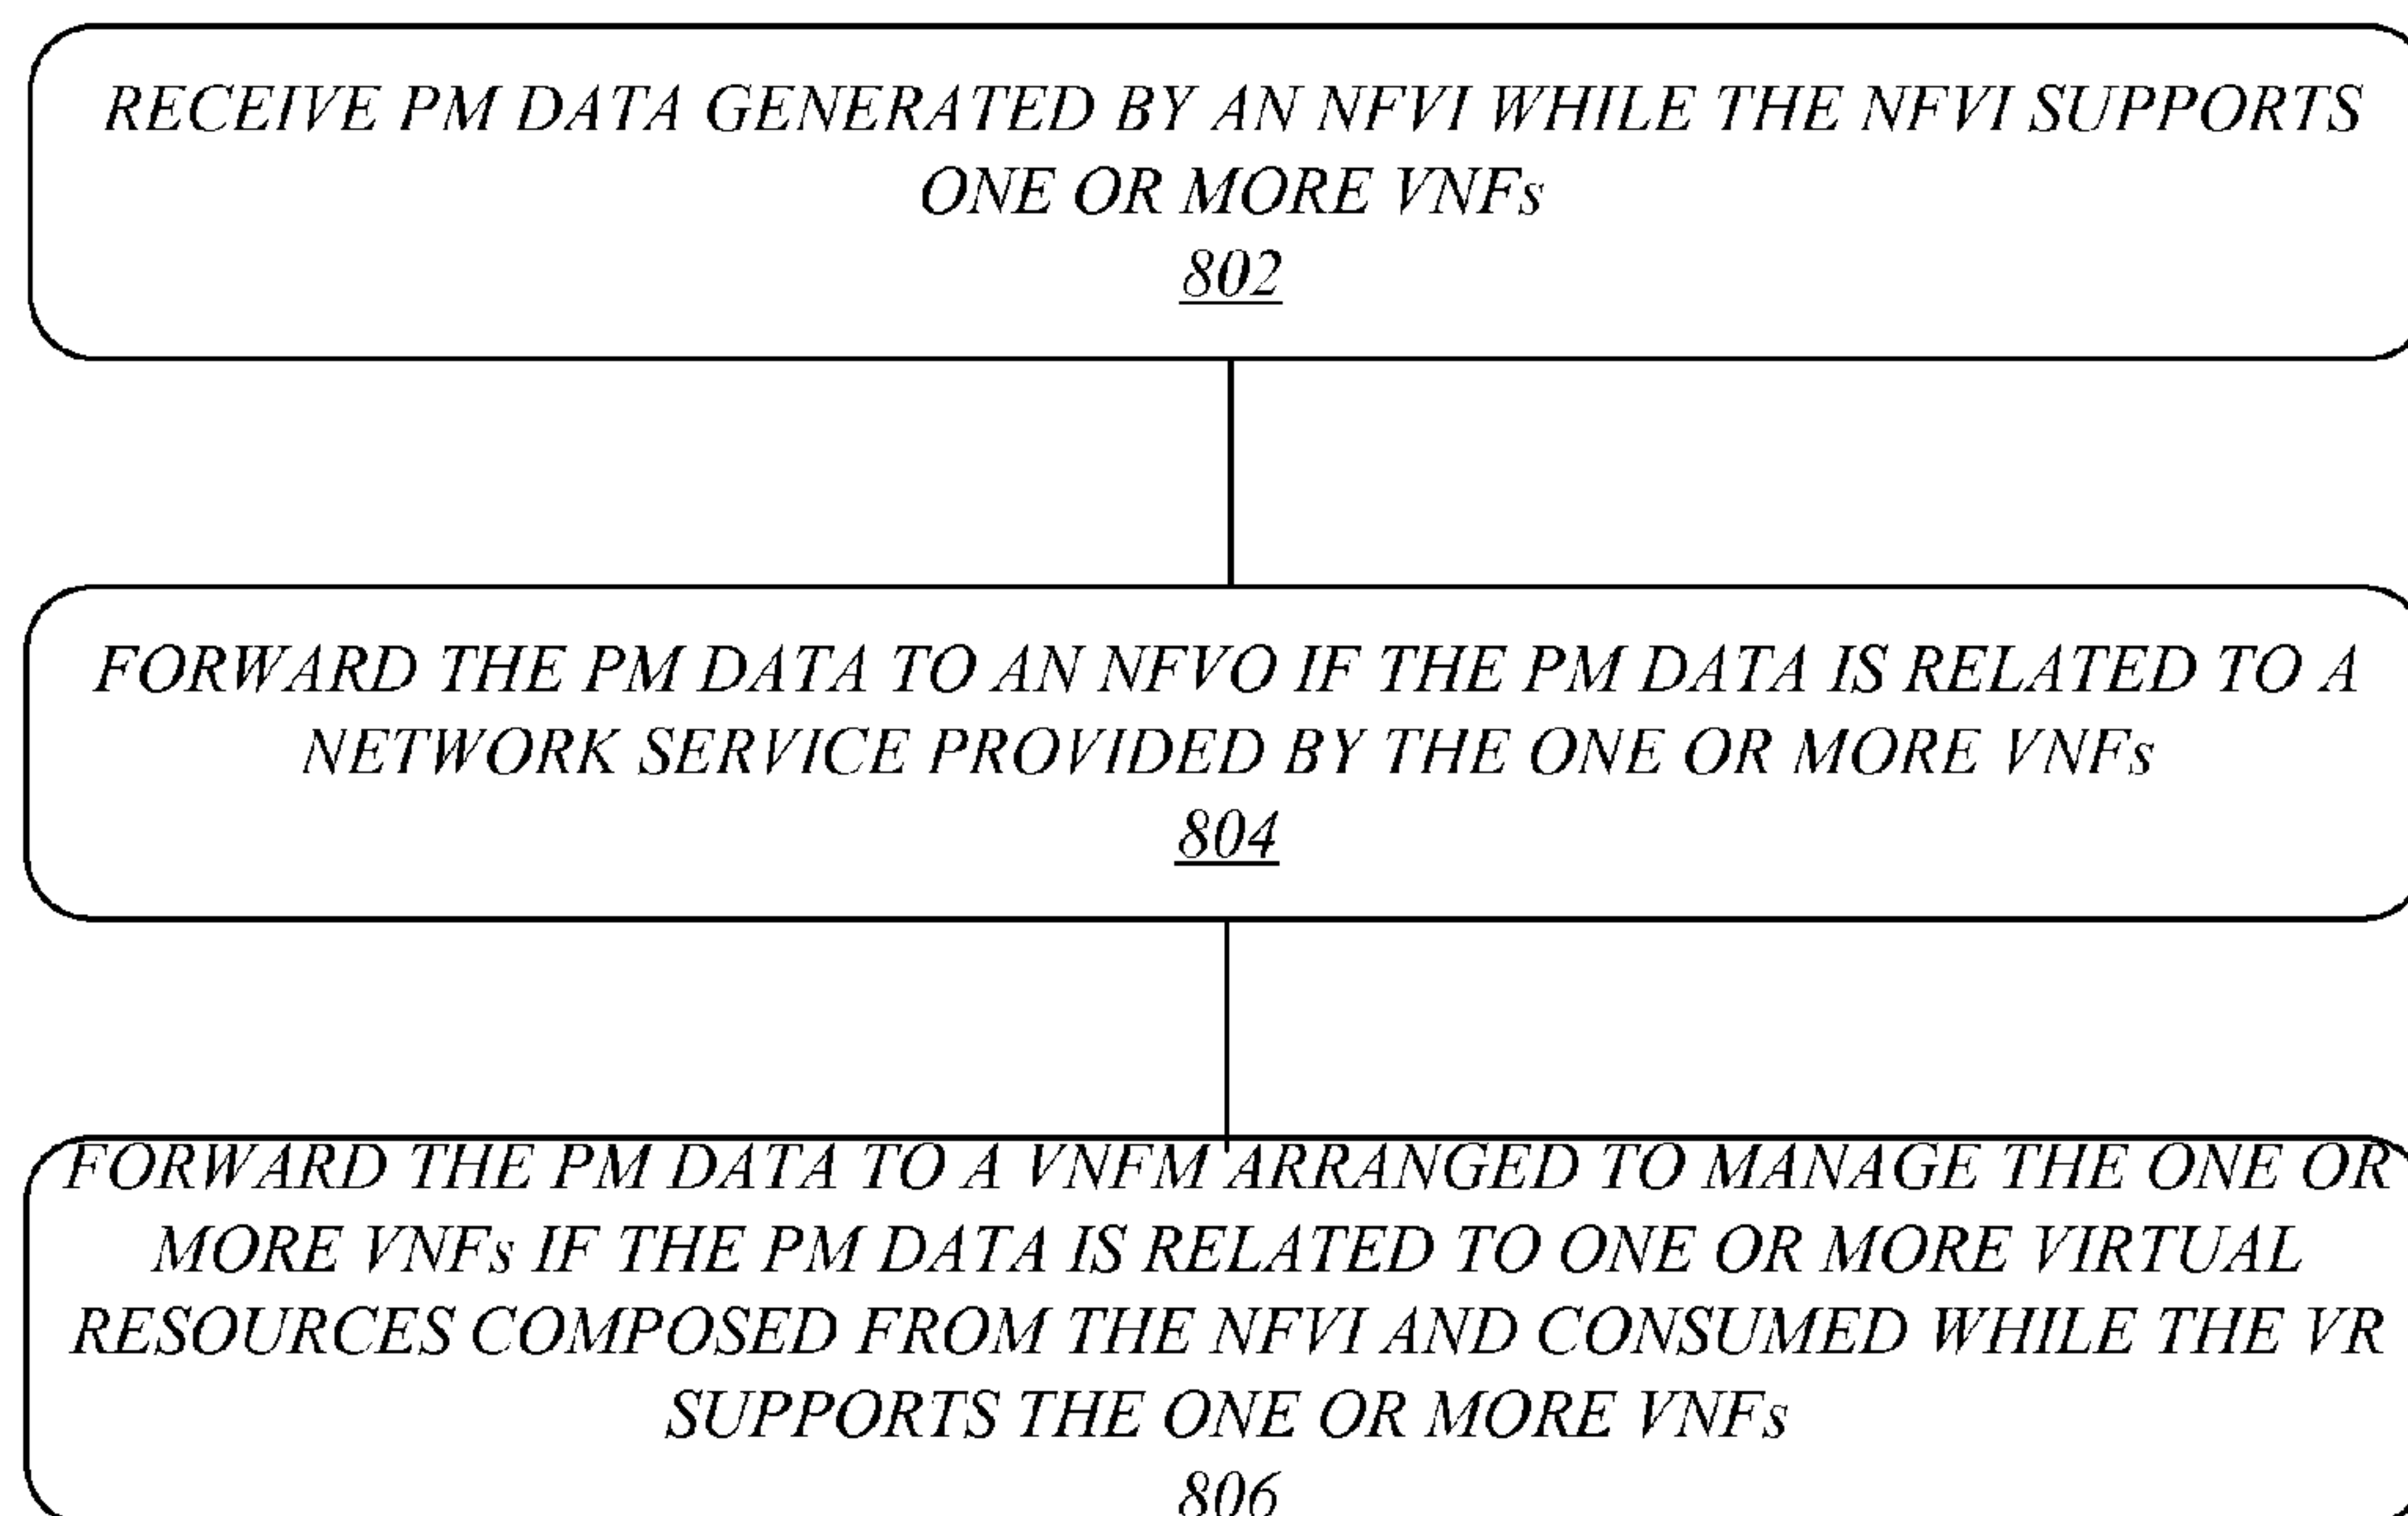 RECEIVE PM DATA GENERATED BY AN NFVI WHILE THE NFVI SUPPORTS
ONE OR MORE VNFs
802
FORWARD THE PM DATA TO AN NFVO IF THE PM DATA IS RELATED TO A
NETWORK SERVICE PROVIDED BY THE ONE OR MORE VNFs
804
FORWARD THE PM DATA TO A VNFM ARRANGED TO MANAGE THE ONE OR
MORE VNFs IF THE PM DATA IS RELATED TO ONE OR MORE VIRTUAL
RESOURCES COMPOSED FROM THE NFVI AND CONSUMED WHILE THE VR
SUPPORTS THE ONE OR MORE VNFs
806